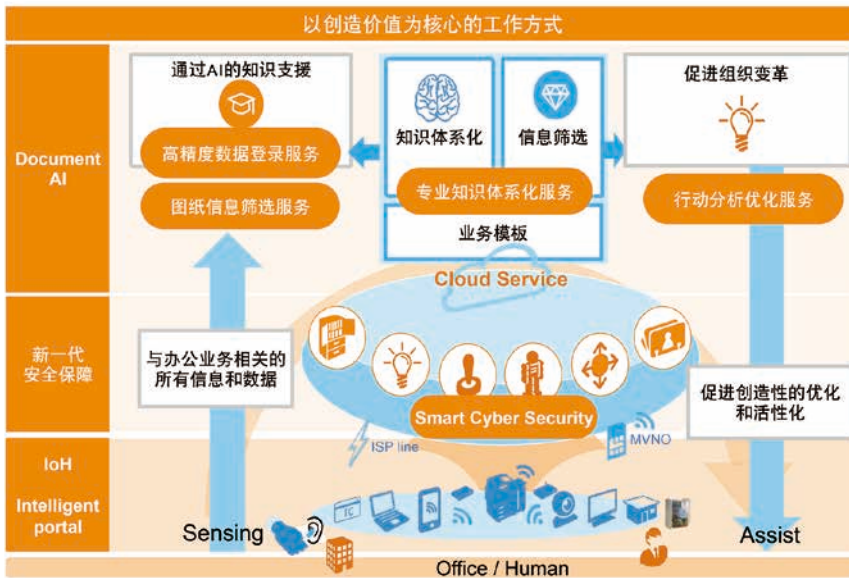 以创造价值为核心的工作方式
Document
AI
通过AI的知识支援
高精度数据登录服务
图纸信息筛选服务
知识体系化
信息筛选
专业知识体系化服务
业务模板
促进组织变革
行动分析优化服务
Cloud Service
新一代
安全保障
与办公业务相关的
所有信息和数据
Smart Cyber Security
促进创造性的优化
和活性化
ISP line
MVNO
IoH
Intelligent
portal
IC
Sensing
Assist
Office / Human